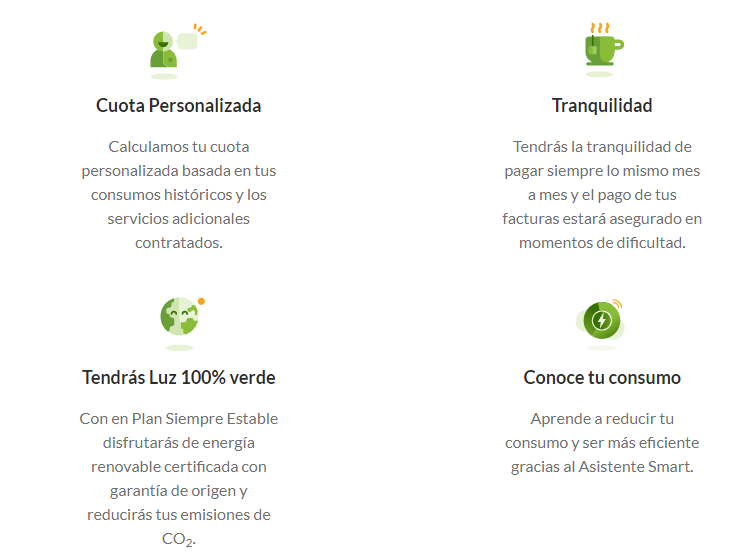 Cuota Personalizada
Calculamos tu cuota
personalizada basada en tus
consumos históricos y los
servicios adicionales
contratados.
Tranquilidad
Tendrás la tranquilidad de
pagar siempre lo mismo mes
a mes y el pago de tus
facturas estará asegurado en
momentos de dificultad.
Tendrás Luz 100% verde
Con en Plan Siempre Estable
disfrutarás de energía
renovable certificada con
garantía de origen y
reducirás tus emisiones de
CO₂.
Conoce tu consumo
Aprende a reducir tu
consumo y ser más eficiente
gracias al Asistente Smart.